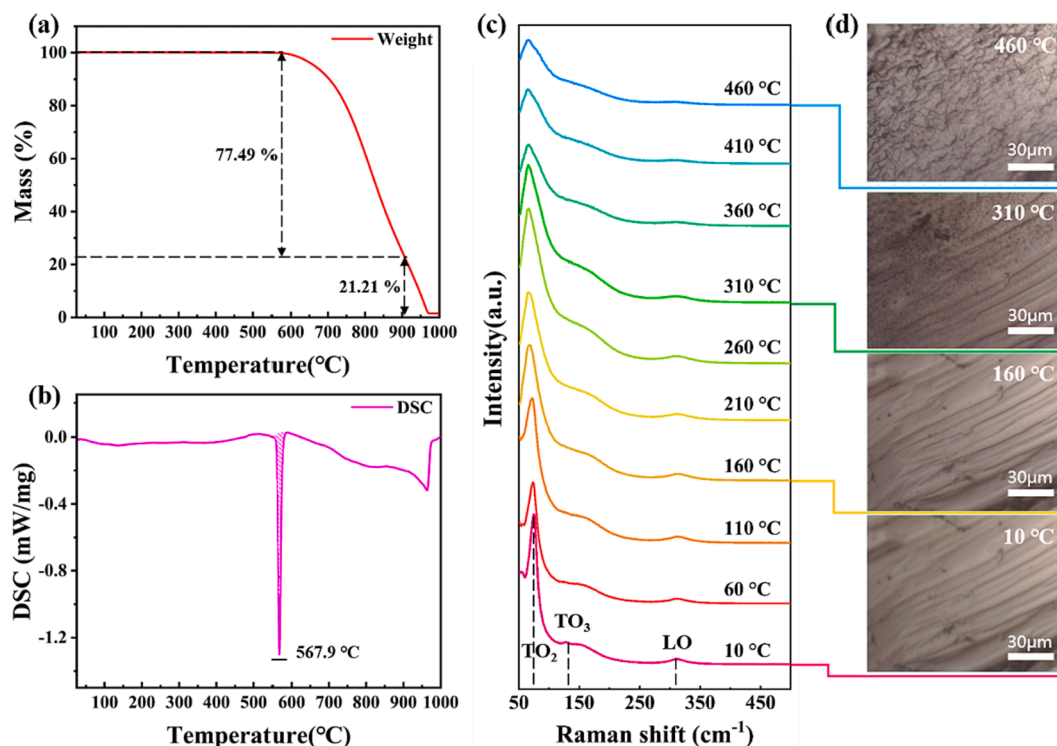 (a)
Weight
100
80
60
40
20
0
77.49 %
21.21 %
Mass (%)
100 200 300 400 500 600 700 800 900 1000
Temperature(°C)
(b)
DSC
0.0
-0.4
-0.8
-1.2
567.9 °C
DSC (mW/mg)
100 200 300 400 500 600 700 800 900 1000
Temperature(°C)
(c)
460 °C
410 °C
360 °C
310 °C
260 °C
210 °C
160 °C
110 °C
60 °C
10 °C
TO₂
TO₃
LO
Intensity(a.u.)
50 150 250 350 450
Raman shift (cm⁻¹)
(d)
460 °C
30μm
310 °C
30μm
160 °C
30μm
10 °C
30μm